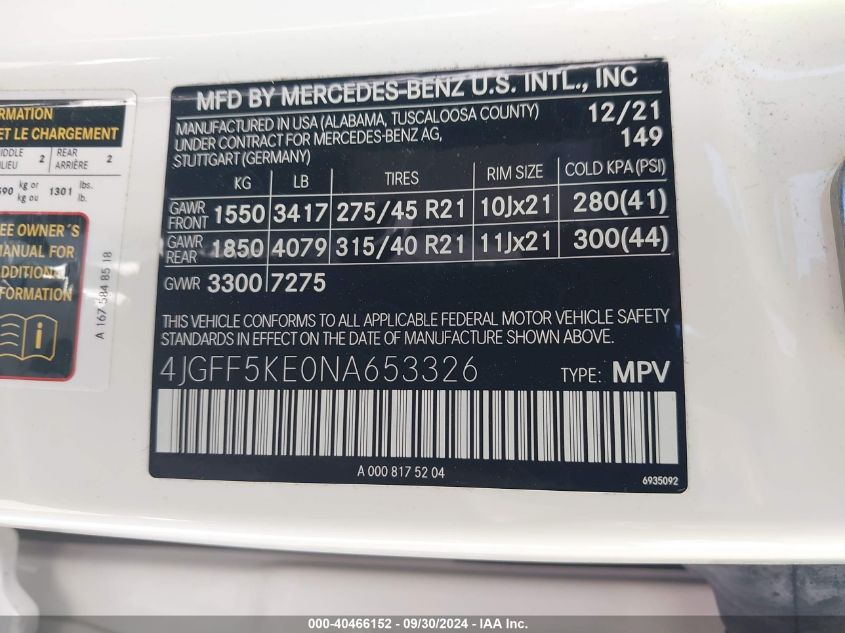 MFD BY MERCEDES-BENZ U.S. INTL., INC
MANUFACTURED IN USA (ALABAMA, TUSCALOOSA COUNTY) 12/21
UNDER CONTRACT FOR MERCEDES-BENZ AG, 149
STUTTGART (GERMANY)
KG LB TIRES RIM SIZE COLD KPA (PSI)
GAWR FRONT 1550 3417 275/45 R21 10Jx21 280(41)
GAWR REAR 1850 4079 315/40 R21 11Jx21 300(44)
GVWR 3300 7275
THIS VEHICLE CONFORMS TO ALL APPLICABLE FEDERAL MOTOR VEHICLE SAFETY
STANDARDS IN EFFECT ON THE DATE OF MANUFACTURE SHOWN ABOVE.
4JGFF5KE0NA653326 TYPE: MPV
A 000 817 52 04
6935092
ET LE CHARGEMENT
2 REAR 2
ARRIÈRE
kg or 1301 lbs.
kg ou lb.
OWNER´S
MANUAL FOR
A 167 584 85 18
000-40466152 - 09/30/2024 - IAA Inc.